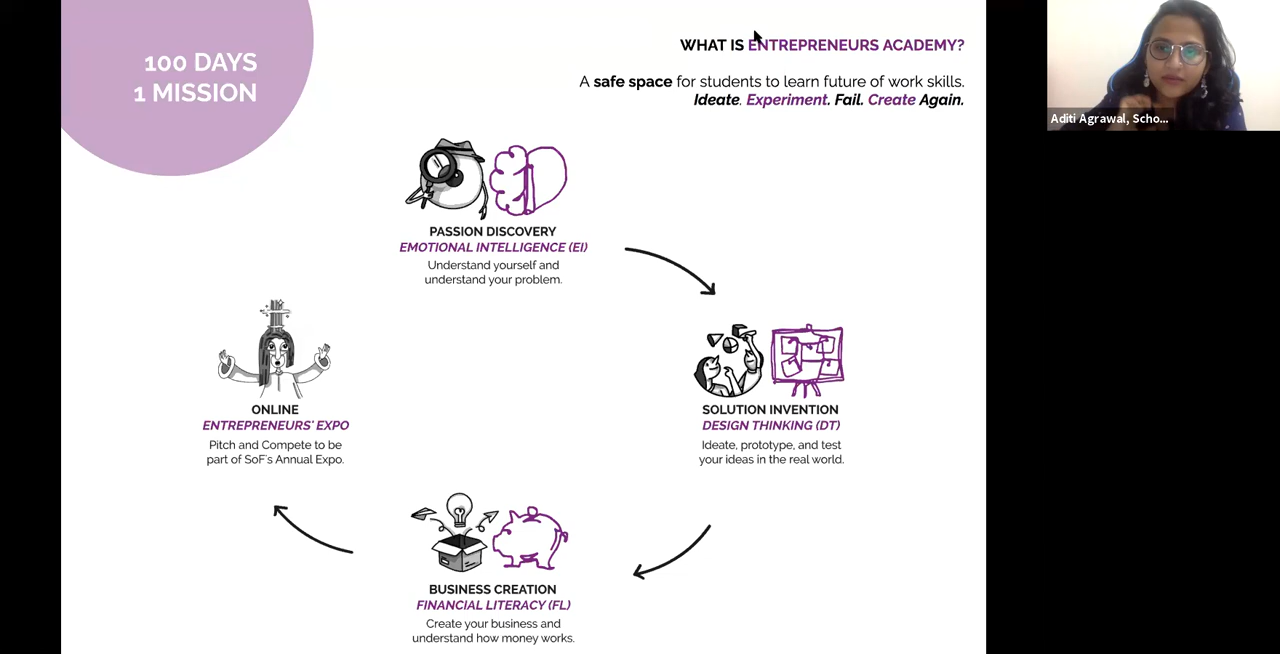 100 DAYS
1 MISSION
WHAT IS ENTREPRENEURS ACADEMY?
A safe space for students to learn future of work skills.
Ideate. Experiment. Fail. Create Again.
Aditi Agrawal, Scho...
PASSION DISCOVERY
EMOTIONAL INTELLIGENCE (EI)
Understand yourself and
understand your problem.
SOLUTION INVENTION
DESIGN THINKING (DT)
Ideate, prototype, and test
your ideas in the real world.
ONLINE
ENTREPRENEURS' EXPO
Pitch and Compete to be
part of SoF's Annual Expo.
BUSINESS CREATION
FINANCIAL LITERACY (FL)
Create your business and
understand how money works.